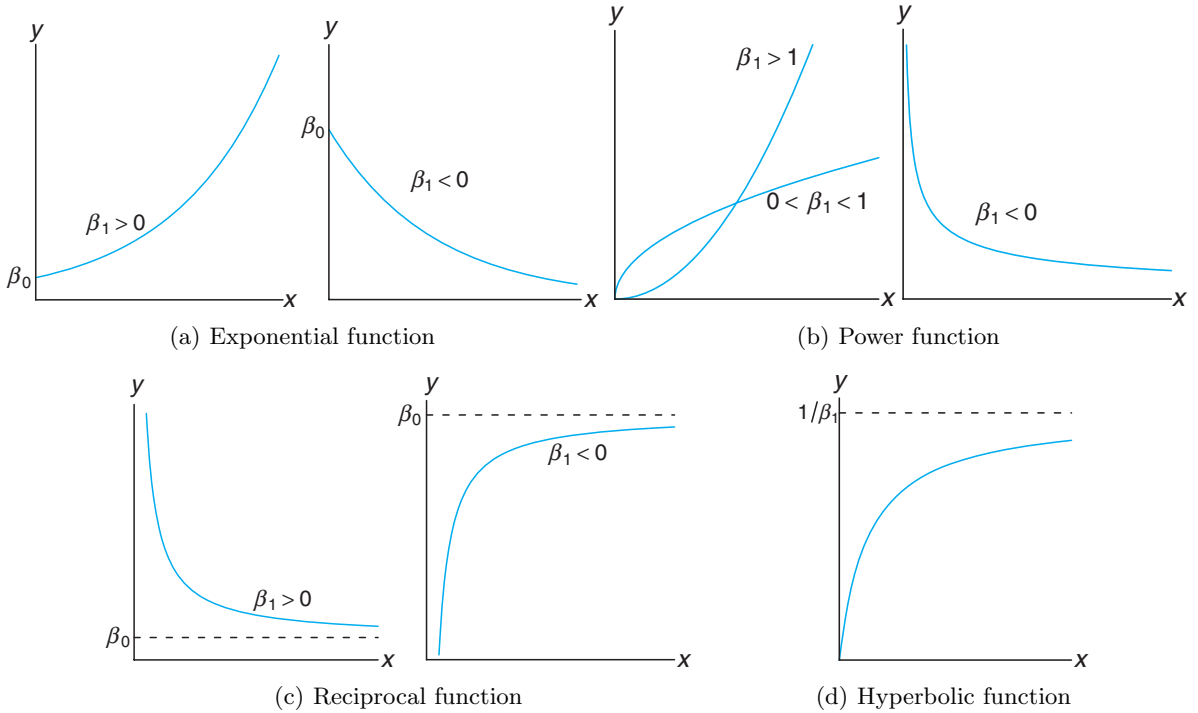 y
β₁ > 0
β₀
x
y
β₀
β₁ < 0
x
(a) Exponential function
y
β₁ > 1
0 < β₁ < 1
x
y
β₁ < 0
x
(b) Power function
y
β₁ > 0
β₀
x
y
β₀
β₁ < 0
x
(c) Reciprocal function
y
1/β₁
x
(d) Hyperbolic function